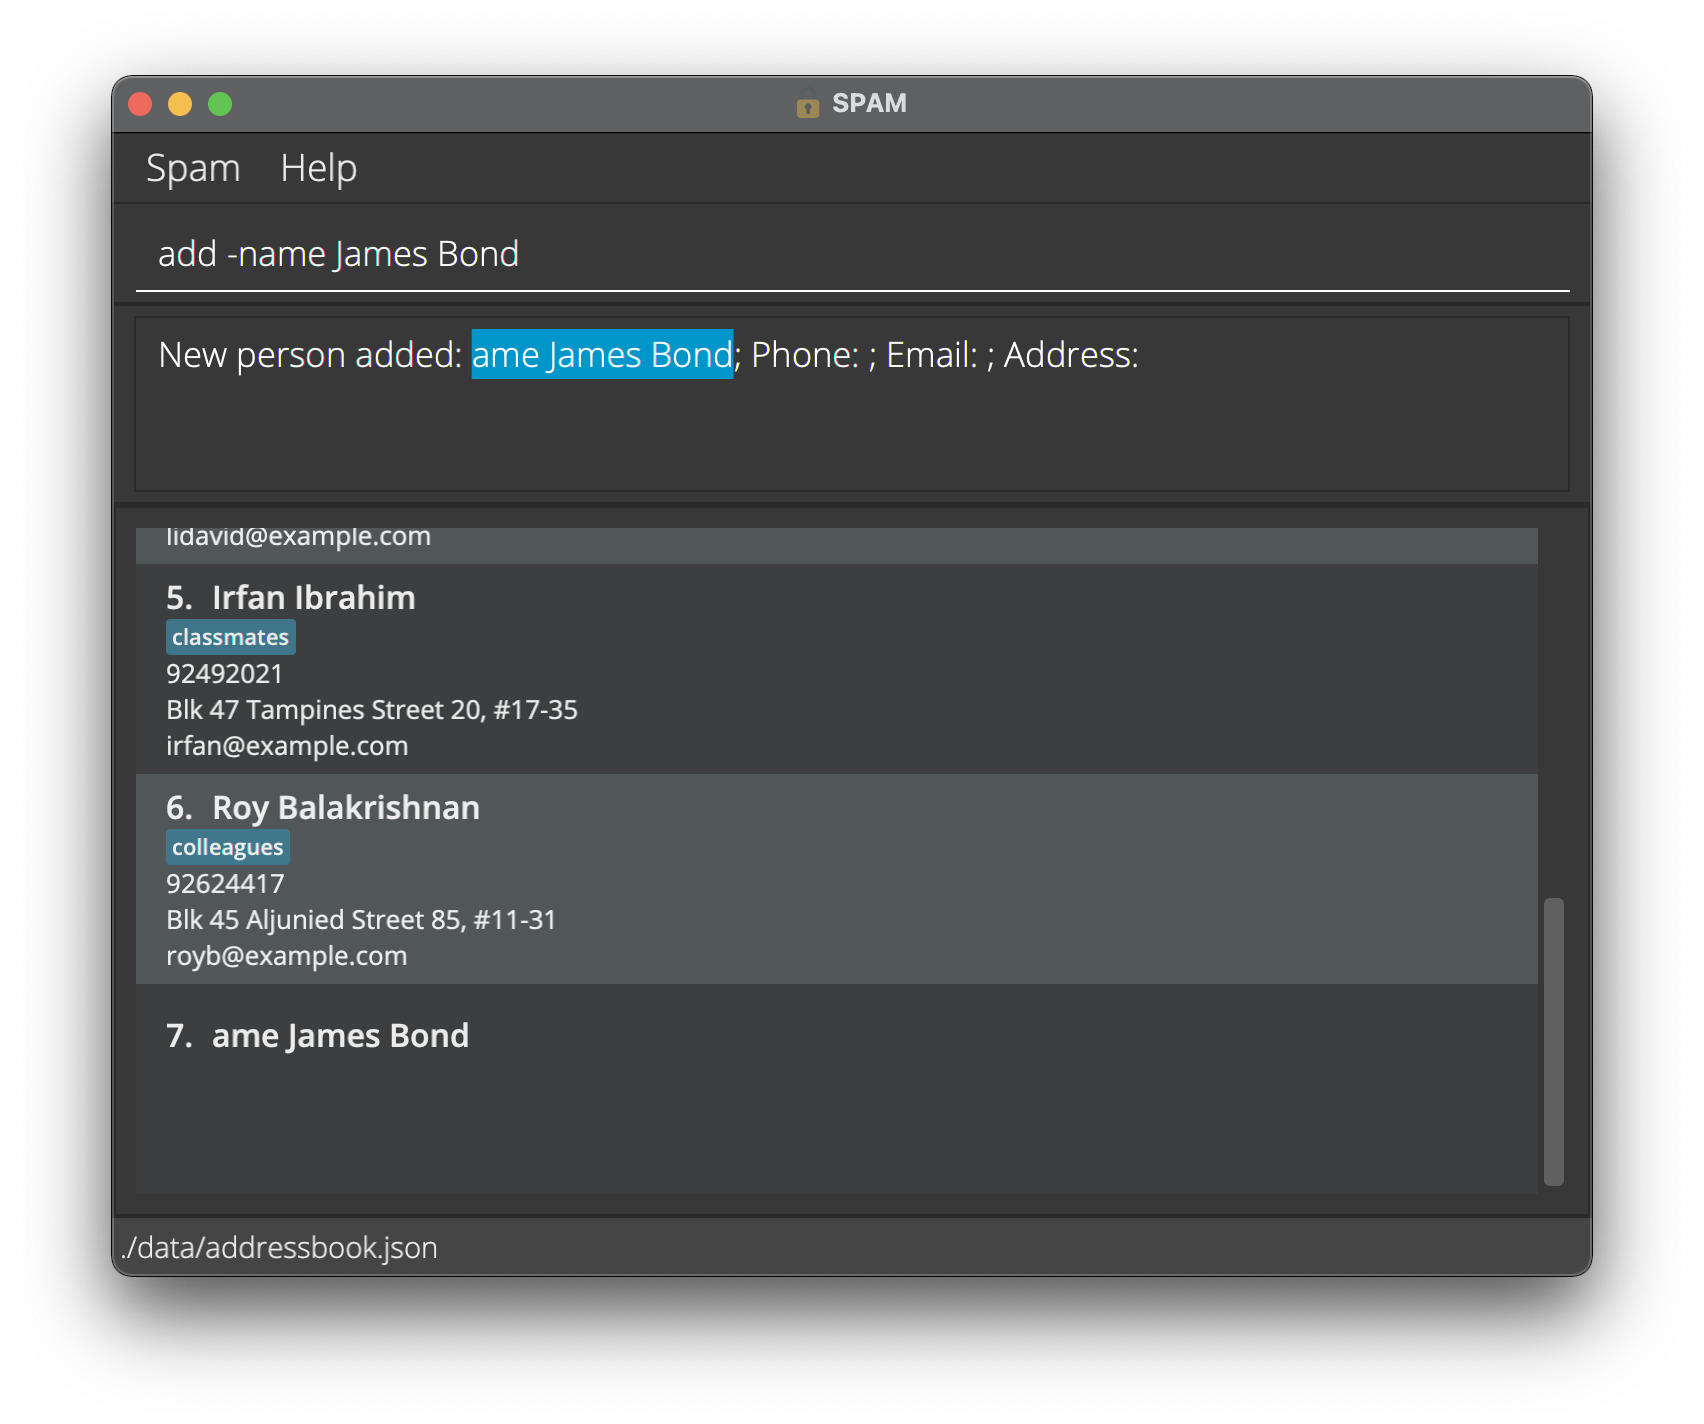 SPAM
Spam Help
add -name James Bond
New person added: ame James Bond; Phone: ; Email: ; Address:
lidavid@example.com
5. Irfan Ibrahim
classmates
92492021
Blk 47 Tampines Street 20, #17-35
irfan@example.com
6. Roy Balakrishnan
colleagues
92624417
Blk 45 Aljunied Street 85, #11-31
royb@example.com
7. ame James Bond
./data/addressbook.json